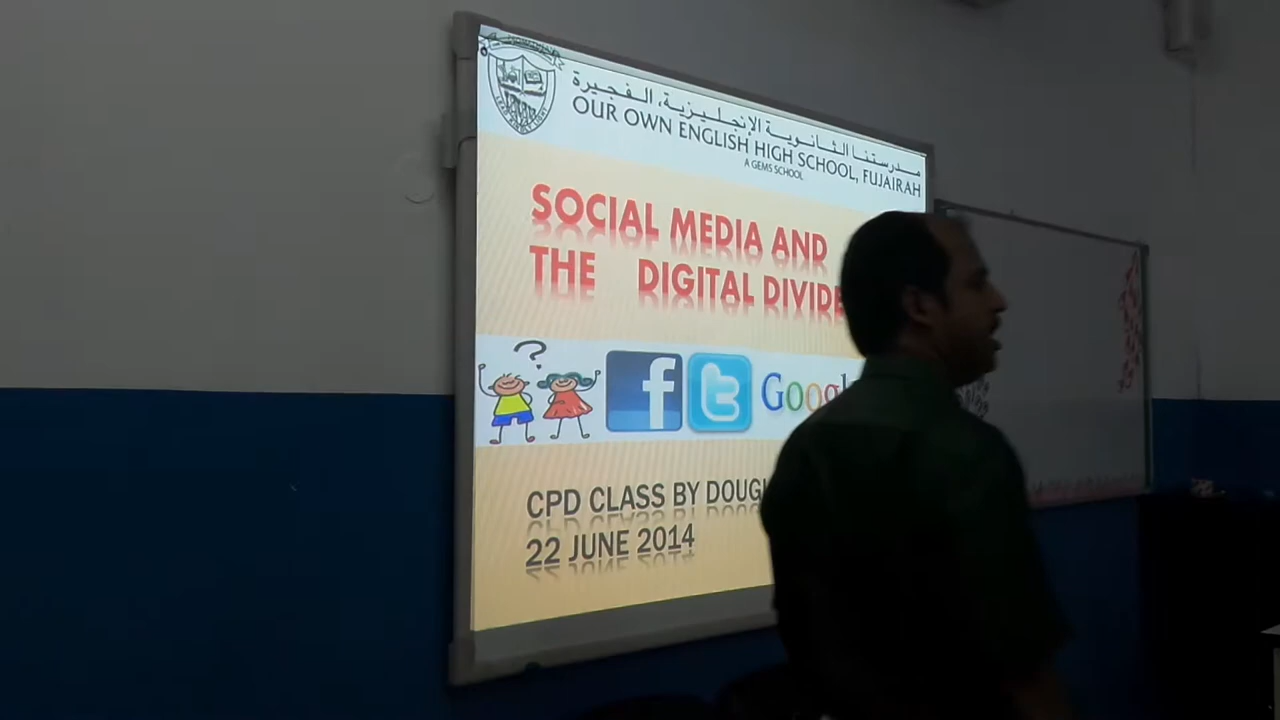 مدرستنا الثانوية الإنجليزية، الفجيرة
OUR OWN ENGLISH HIGH SCHOOL, FUJAIRAH
A GEMS SCHOOL
SOCIAL MEDIA AND
THE DIGITAL DIVIDE
?
f t Google
CPD CLASS BY
22 JUNE 2014